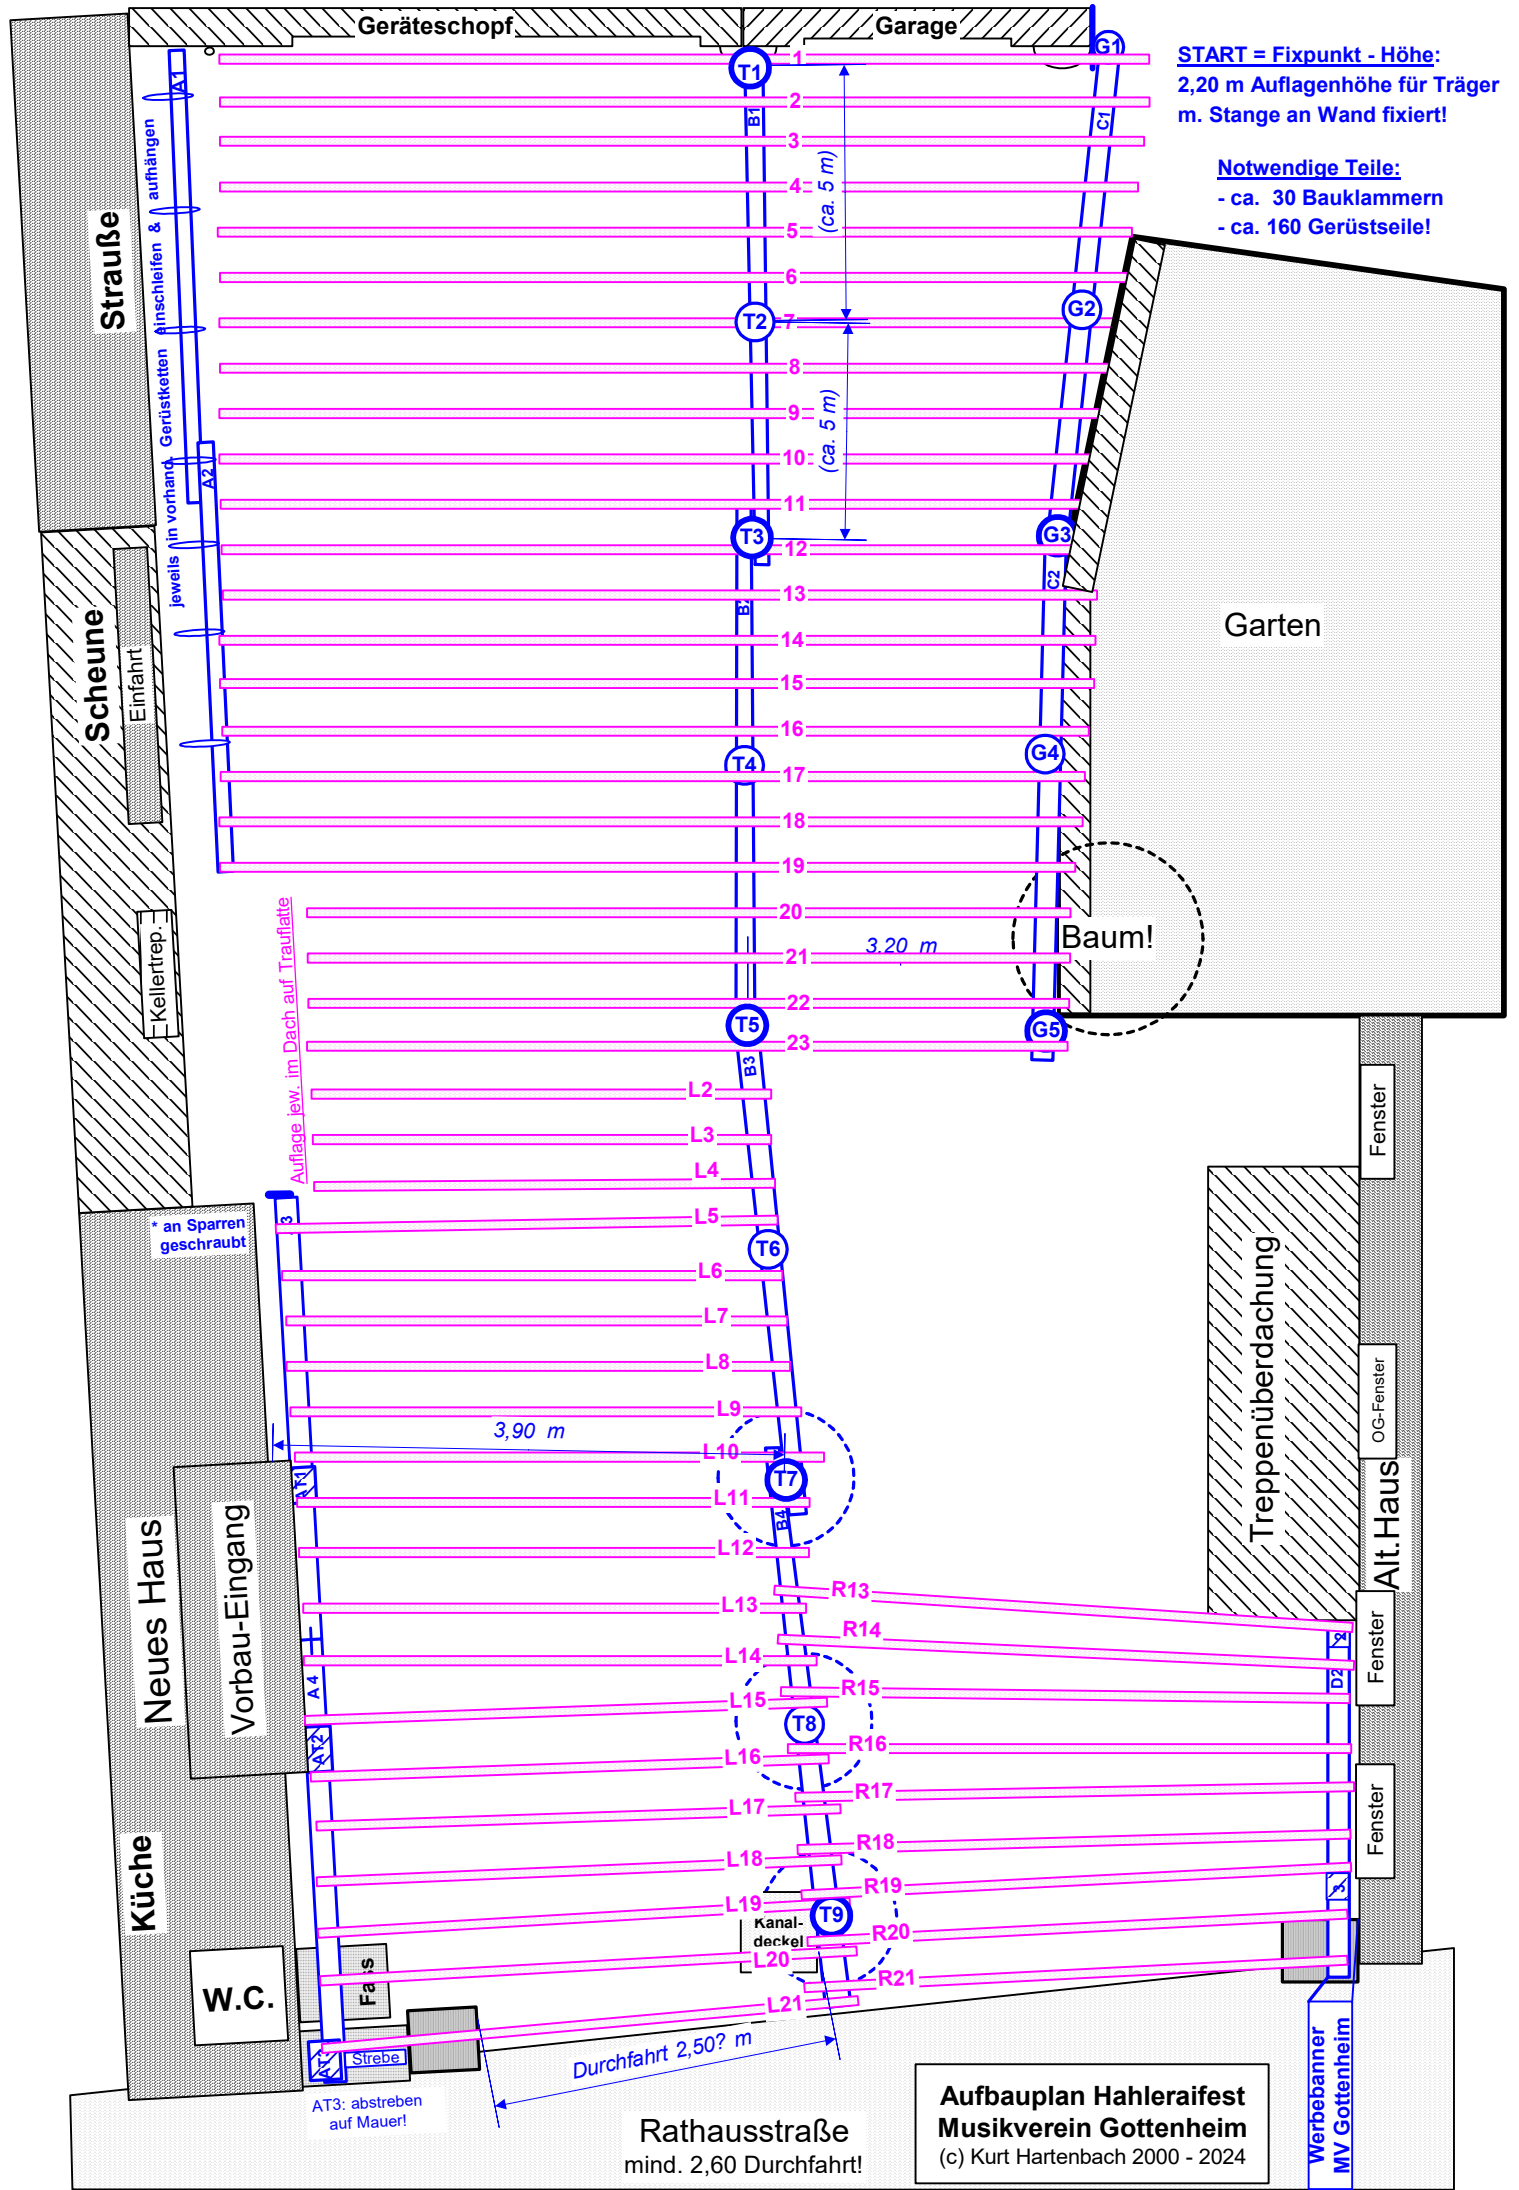 Geräteschopf
Garage
START = Fixpunkt - Höhe:
2,20 m Auflagenhöhe für Träger
m. Stange an Wand fixiert!
Notwendige Teile:
- ca. 30 Bauklammern
- ca. 160 Gerüstseile!
T1
G1
A1
B1
C1
1
2
3
4
5
6
(ca. 5 m)
Straße
jeweils in vorhand. Gerüstketten einschleifen & aufhängen
T2
7
G2
8
9
10
11
(ca. 5 m)
A2
T3
G3
12
C2
13
B2
Scheune
Einfahrt
Garten
14
15
16
T4
G4
17
18
19
20
Baum!
3,20 m
21
22
Kellertrep.
Auflage jew. im Dach auf Trauflatte
T5
G5
23
B3
L2
L3
L4
L5
* an Sparren
geschraubt
3
T6
L6
L7
L8
L9
3,90 m
L10
T7
AT1
L11
B4
L12
Fenster
Treppenüberdachung
OG-Fenster
Alt. Haus
Neues Haus
Vorbau-Eingang
L13
R13
L14
R14
2
D2
Fenster
A 4
L15
R15
T8
AT2
L16
R16
L17
R17
Fenster
L18
R18
Küche
L19
R19
3
T9
Kanal-
deckel
L20
R20
W.C.
Fass
L21
R21
Strebe
AT3: abstreben
auf Mauer!
Durchfahrt 2,50? m
Rathausstraße
mind. 2,60 Durchfahrt!
Aufbauplan Hahleraifest
Musikverein Gottenheim
(c) Kurt Hartenbach 2000 - 2024
Werbebanner
MV Gottenheim